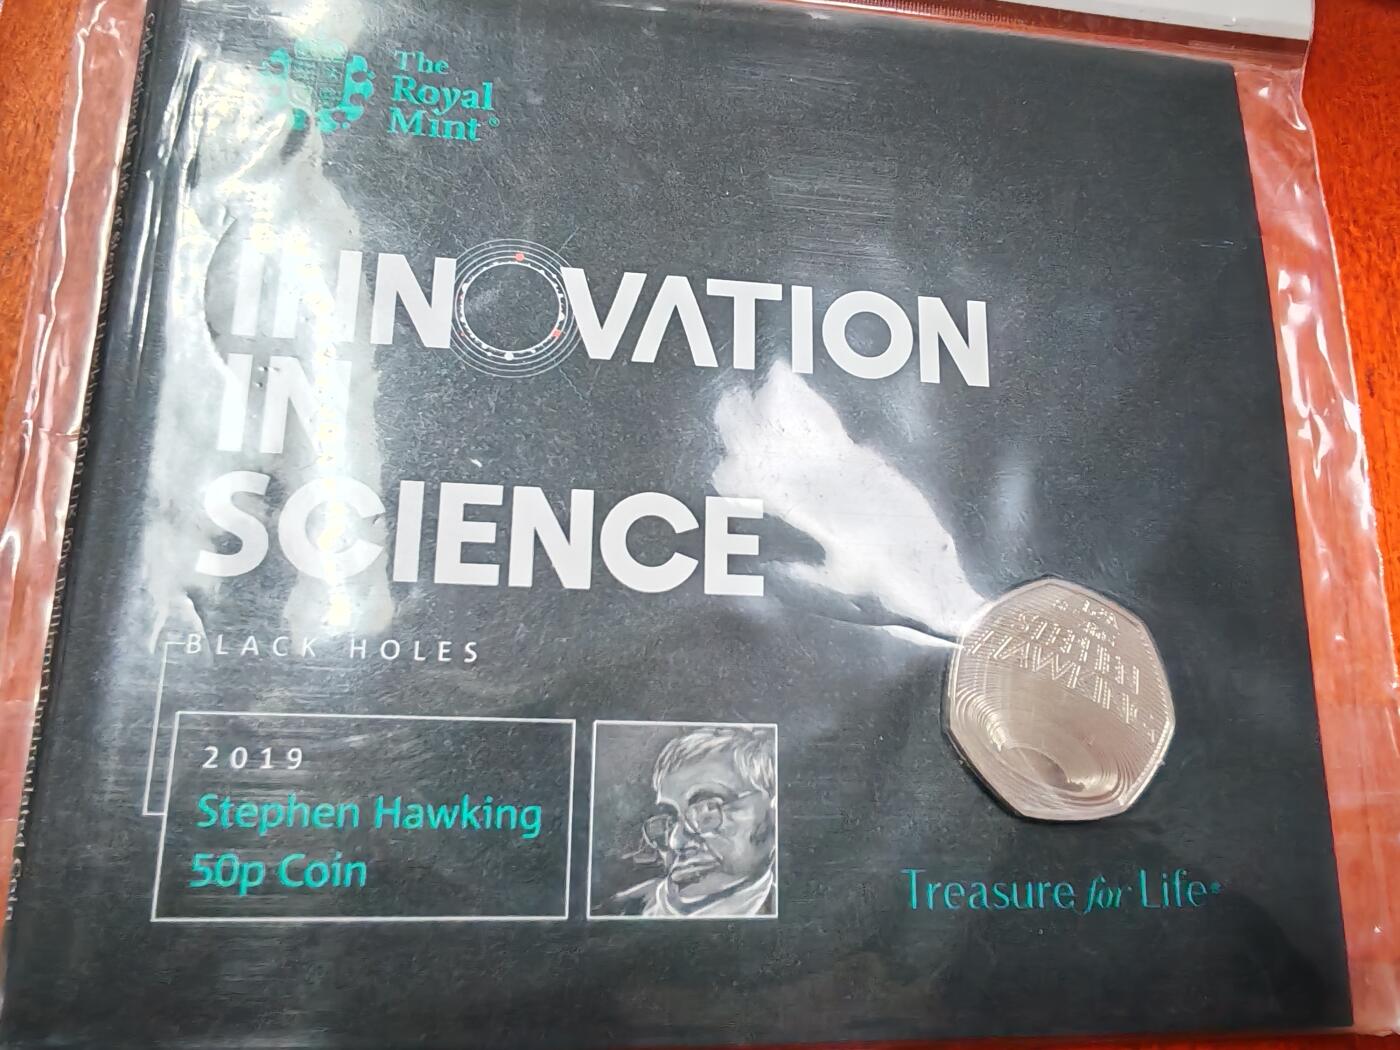 The
Royal
Mint®
INNOVATION
IN
SCIENCE
BLACK HOLES
2019
Stephen Hawking
50p Coin
STEPHEN
HAWKING
Treasure for Life®